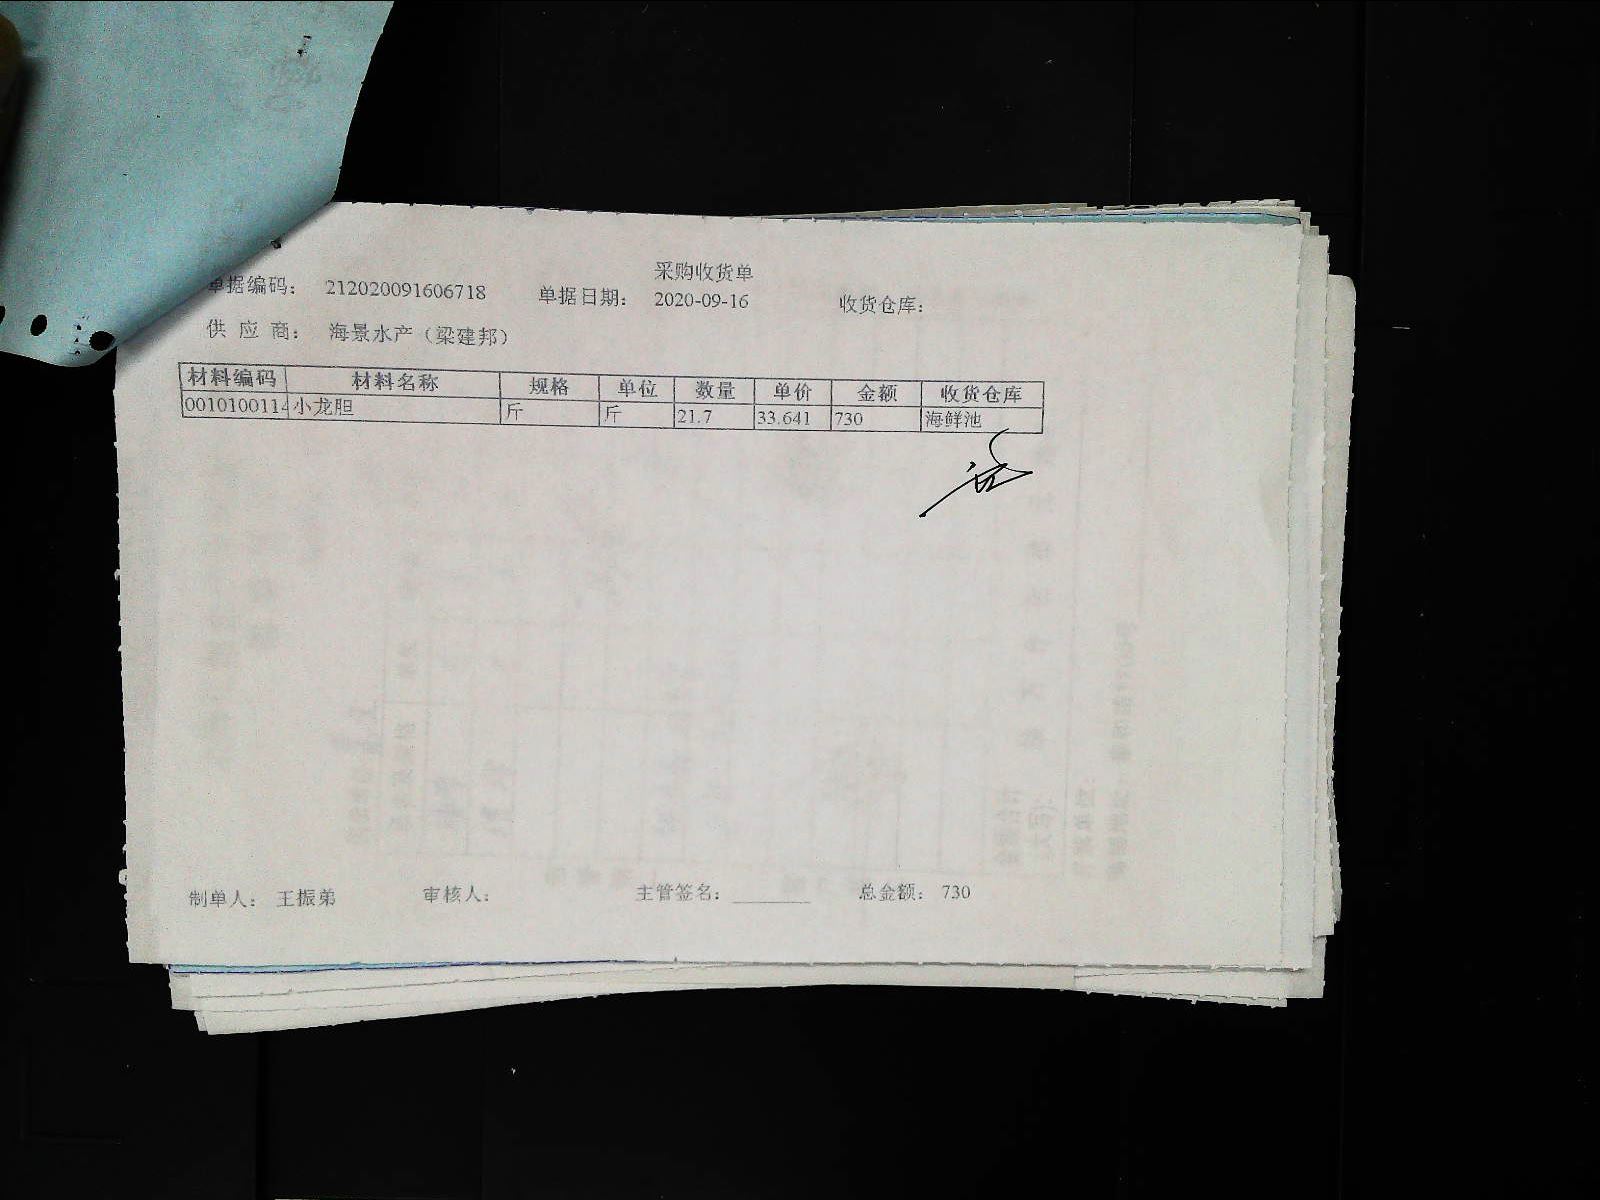 采购收货单
单据编码： 212020091606718 单据日期： 2020-09-16 收货仓库：
供 应 商： 海景水产（梁建邦）
材料编码 材料名称 规格 单位 数量 单价 金额 收货仓库
0010100114 小龙胆 斤 斤 21.7 33.641 730 海鲜池
制单人： 王振弟 审核人： 主管签名： 总金额： 730